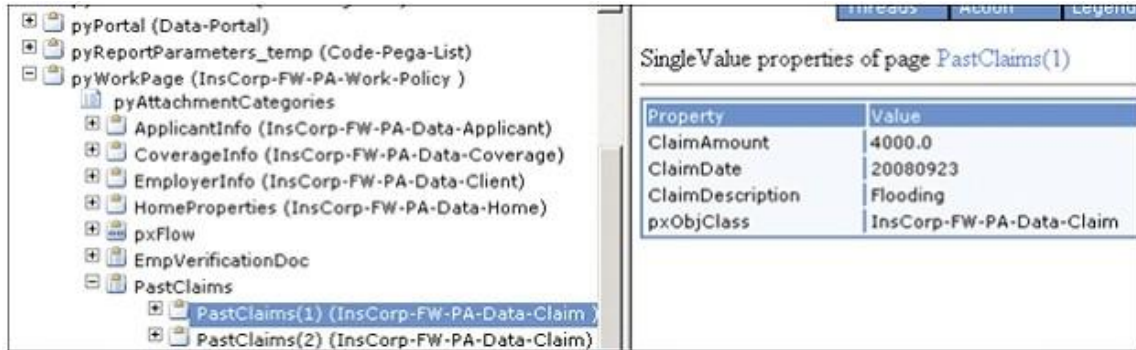 pyPortal (Data-Portal)
pyReportParameters_temp (Code-Pega-List)
pyWorkPage (InsCorp-FW-PA-Work-Policy )
pyAttachmentCategories
ApplicantInfo (InsCorp-FW-PA-Data-Applicant)
CoverageInfo (InsCorp-FW-PA-Data-Coverage)
EmployerInfo (InsCorp-FW-PA-Data-Client)
HomeProperties (InsCorp-FW-PA-Data-Home)
pxFlow
EmpVerificationDoc
PastClaims
PastClaims(1) (InsCorp-FW-PA-Data-Claim )
PastClaims(2) (InsCorp-FW-PA-Data-Claim)
Threads Action Legend
SingleValue properties of page PastClaims(1)
Property Value
ClaimAmount 4000.0
ClaimDate 20080923
ClaimDescription Flooding
pxObjClass InsCorp-FW-PA-Data-Claim